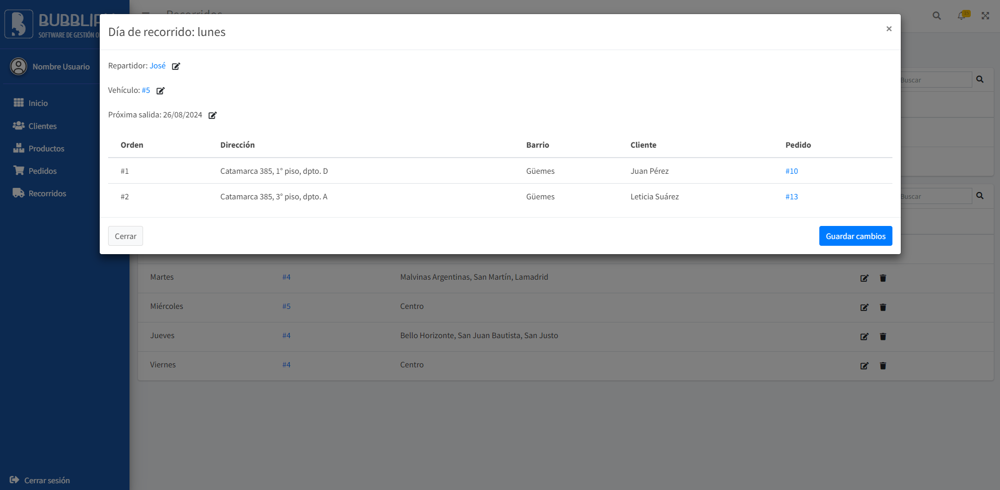 Recorridos
BUBBLIF
SOFTWARE DE GESTIÓN
15
Día de recorrido: lunes
×
Nombre Usuario
Repartidor: José
Buscar
Vehículo: #5
Inicio
Próxima salida: 26/08/2024
Clientes
Orden Dirección Barrio Cliente Pedido
Productos
#1 Catamarca 385, 1° piso, dpto. D Güemes Juan Pérez #10
Pedidos
#2 Catamarca 385, 3° piso, dpto. A Güemes Leticia Suárez #13
Buscar
Recorridos
Cerrar Guardar cambios
Martes #4 Malvinas Argentinas, San Martín, Lamadrid
Miércoles #5 Centro
Jueves #4 Bello Horizonte, San Juan Bautista, San Justo
Viernes #4 Centro
Cerrar sesión